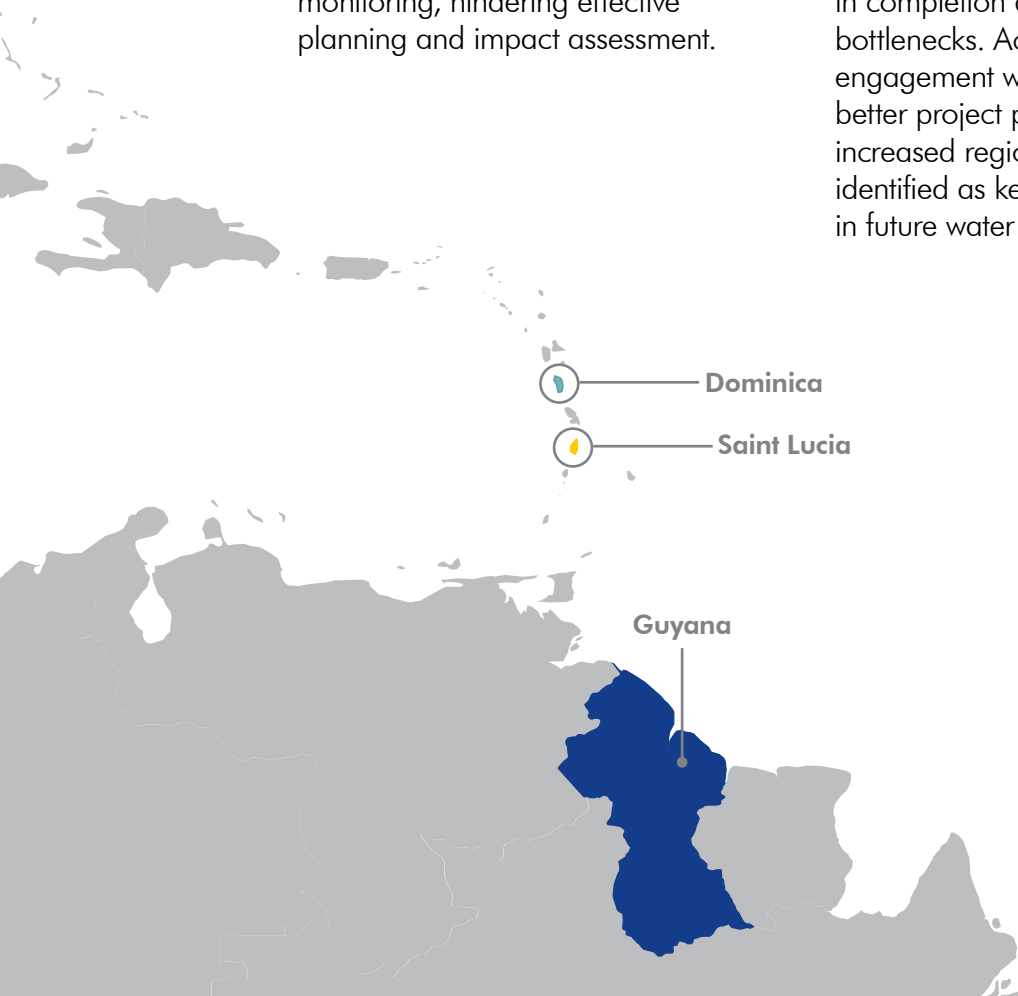 monitoring, hindering effective
planning and impact assessment.
in completion
bottlenecks.
engagement
better project
increased
identified as
in future water
Dominica
Saint Lucia
Guyana